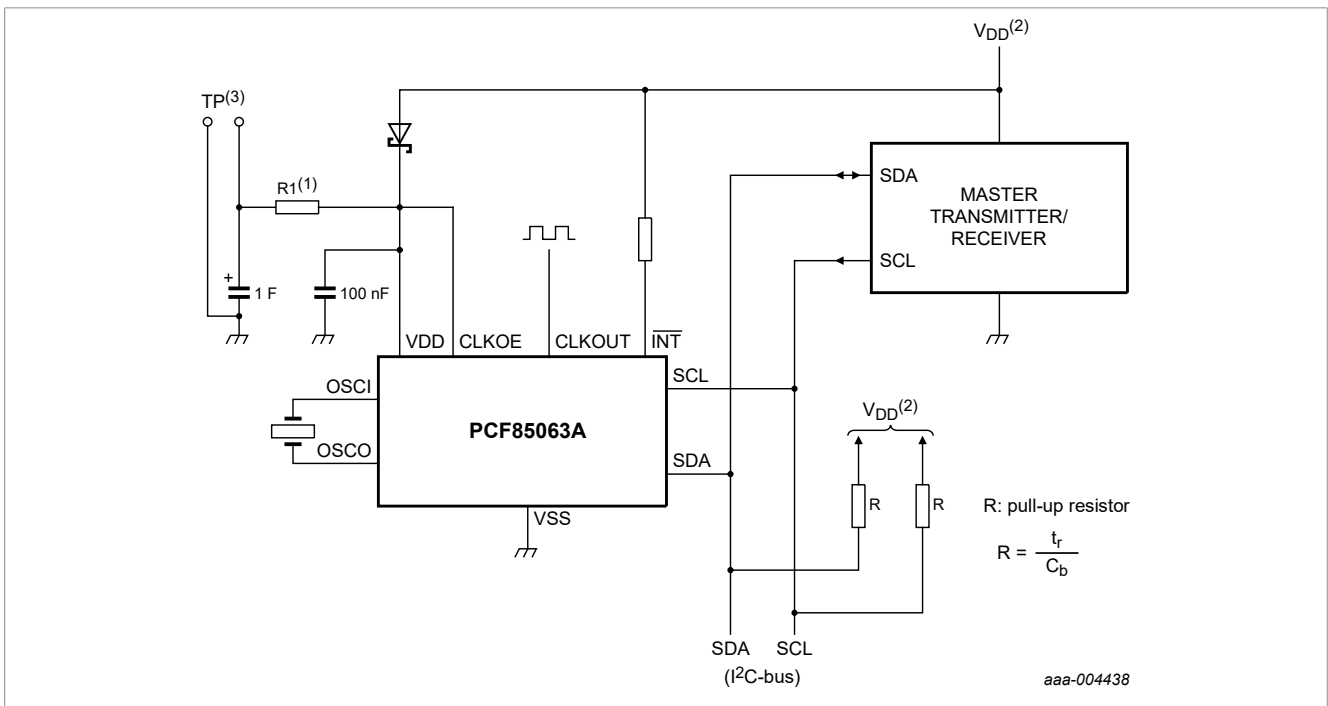 VDD(2)
TP(3)
R1(1)
+
1 F
100 nF
SDA
MASTER
TRANSMITTER/
RECEIVER
SCL
VDD
CLKOE
CLKOUT
INT
OSCI
OSCO
PCF85063A
SCL
SDA
VSS
VDD(2)
R
R
R: pull-up resistor
R = tr
Cb
SDA SCL
(I2C-bus)
aaa-004438